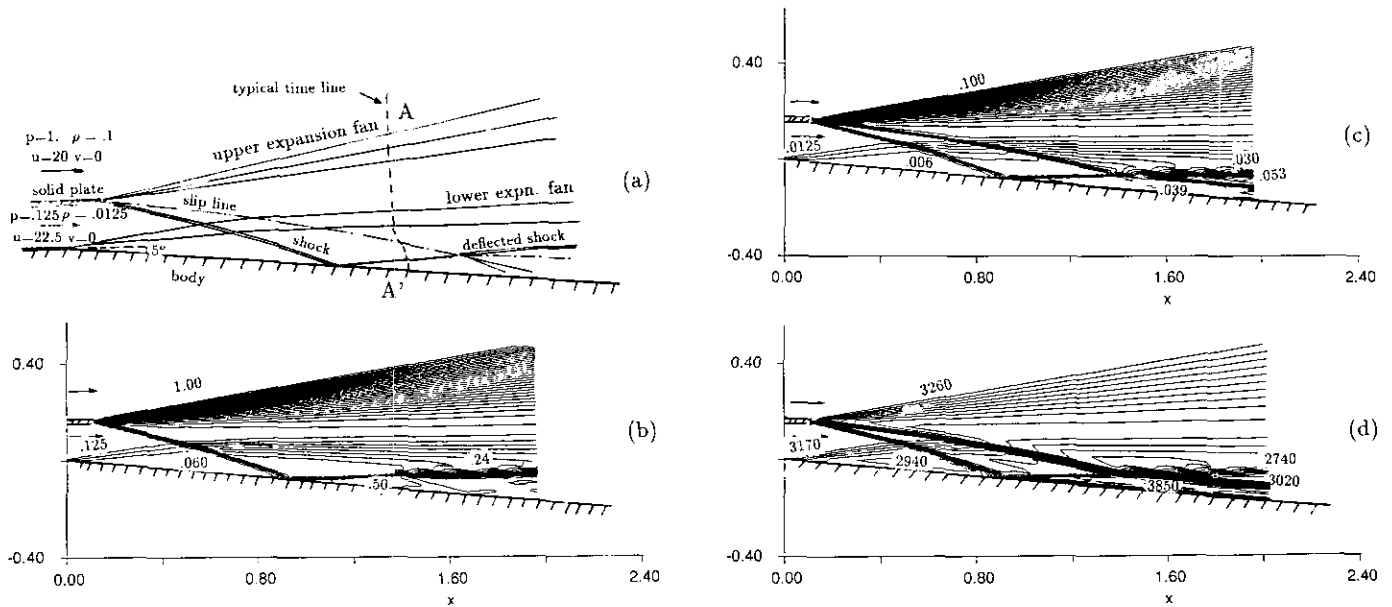 typical time line
A
p=1. ρ = .1
u=20 v=0
upper expansion fan
(a)
solid plate
slip line
lower expn. fan
p=.125 ρ = .0125
u=22.5 v=0
shock
deflected shock
5°
body
A'
0.40
1.00
(b)
.125
.060
.24
.50
-0.40
0.00
0.80
1.60
2.40
x
0.40
.100
(c)
.0125
.006
.030
.053
.039
-0.40
0.00
0.80
1.60
2.40
x
0.40
3260
(d)
3170
2940
2740
3020
3850
-0.40
0.00
0.80
1.60
2.40
x